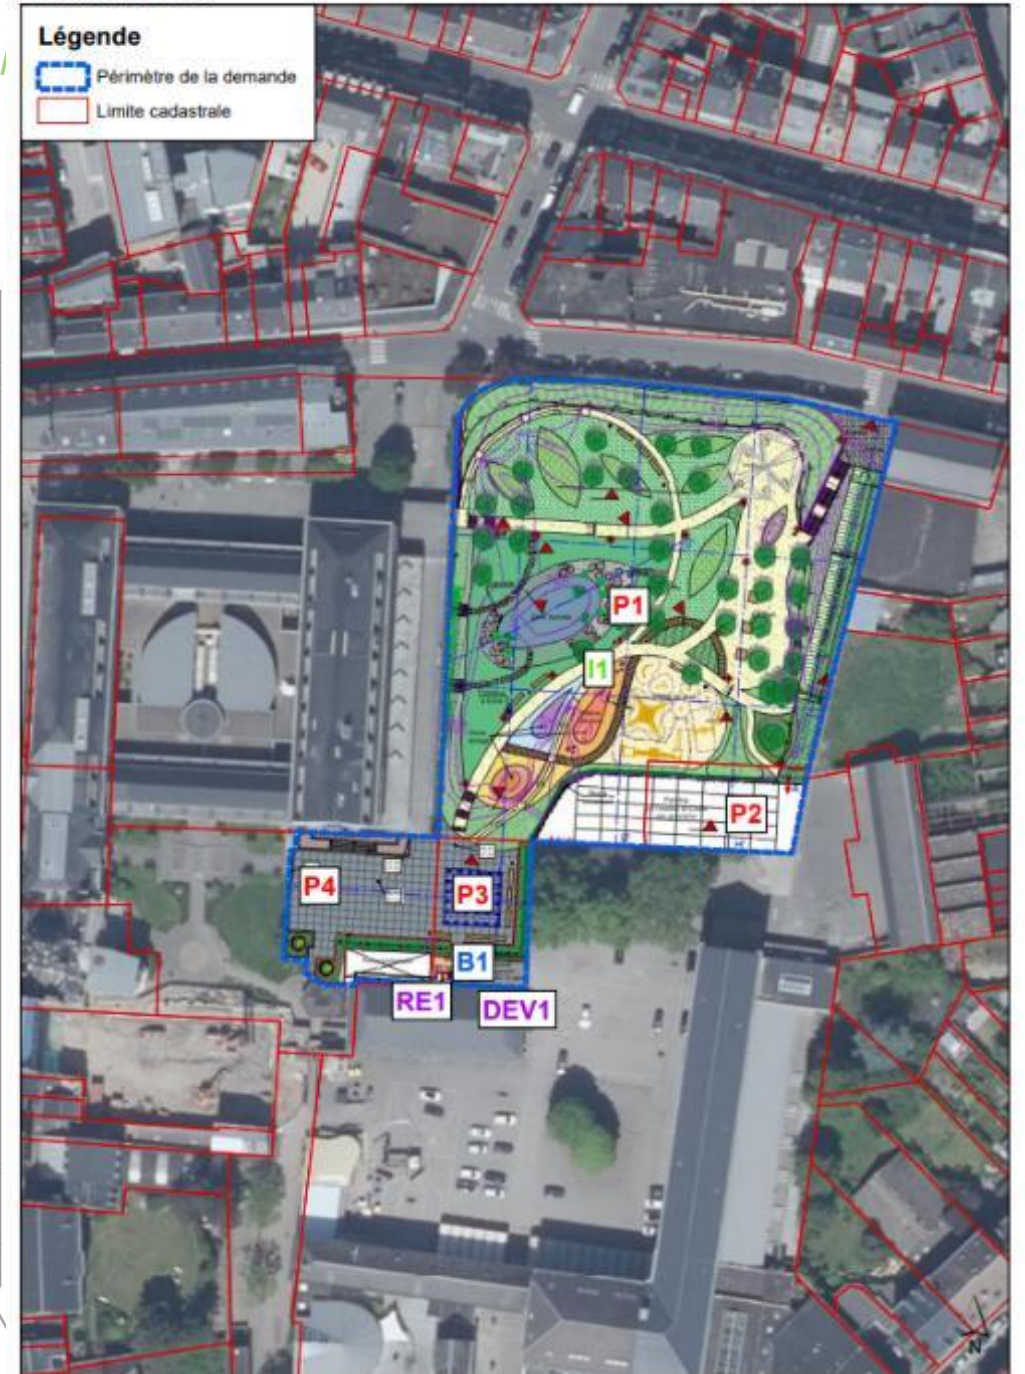 Légende
Périmètre de la demande
Limite cadastrale
P1
I1
P2
P4
P3
B1
RE1
DEV1
N